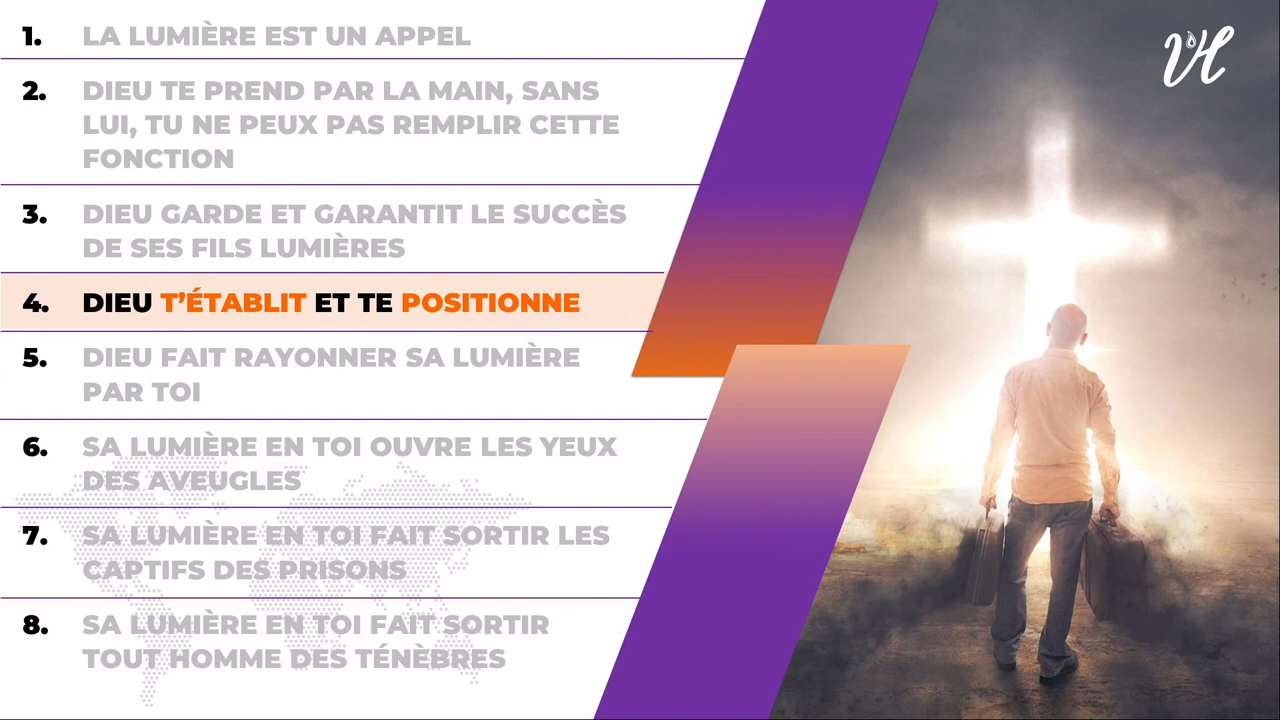 1. LA LUMIÈRE EST UN APPEL
2. DIEU TE PREND PAR LA MAIN, SANS
LUI, TU NE PEUX PAS REMPLIR CETTE
FONCTION
3. DIEU GARDE ET GARANTIT LE SUCCÈS
DE SES FILS LUMIÈRES
4. DIEU T’ÉTABLIT ET TE POSITIONNE
5. DIEU FAIT RAYONNER SA LUMIÈRE
PAR TOI
6. SA LUMIÈRE EN TOI OUVRE LES YEUX
DES AVEUGLES
7. SA LUMIÈRE EN TOI FAIT SORTIR LES
CAPTIFS DES PRISONS
8. SA LUMIÈRE EN TOI FAIT SORTIR
TOUT HOMME DES TÉNÈBRES
VH